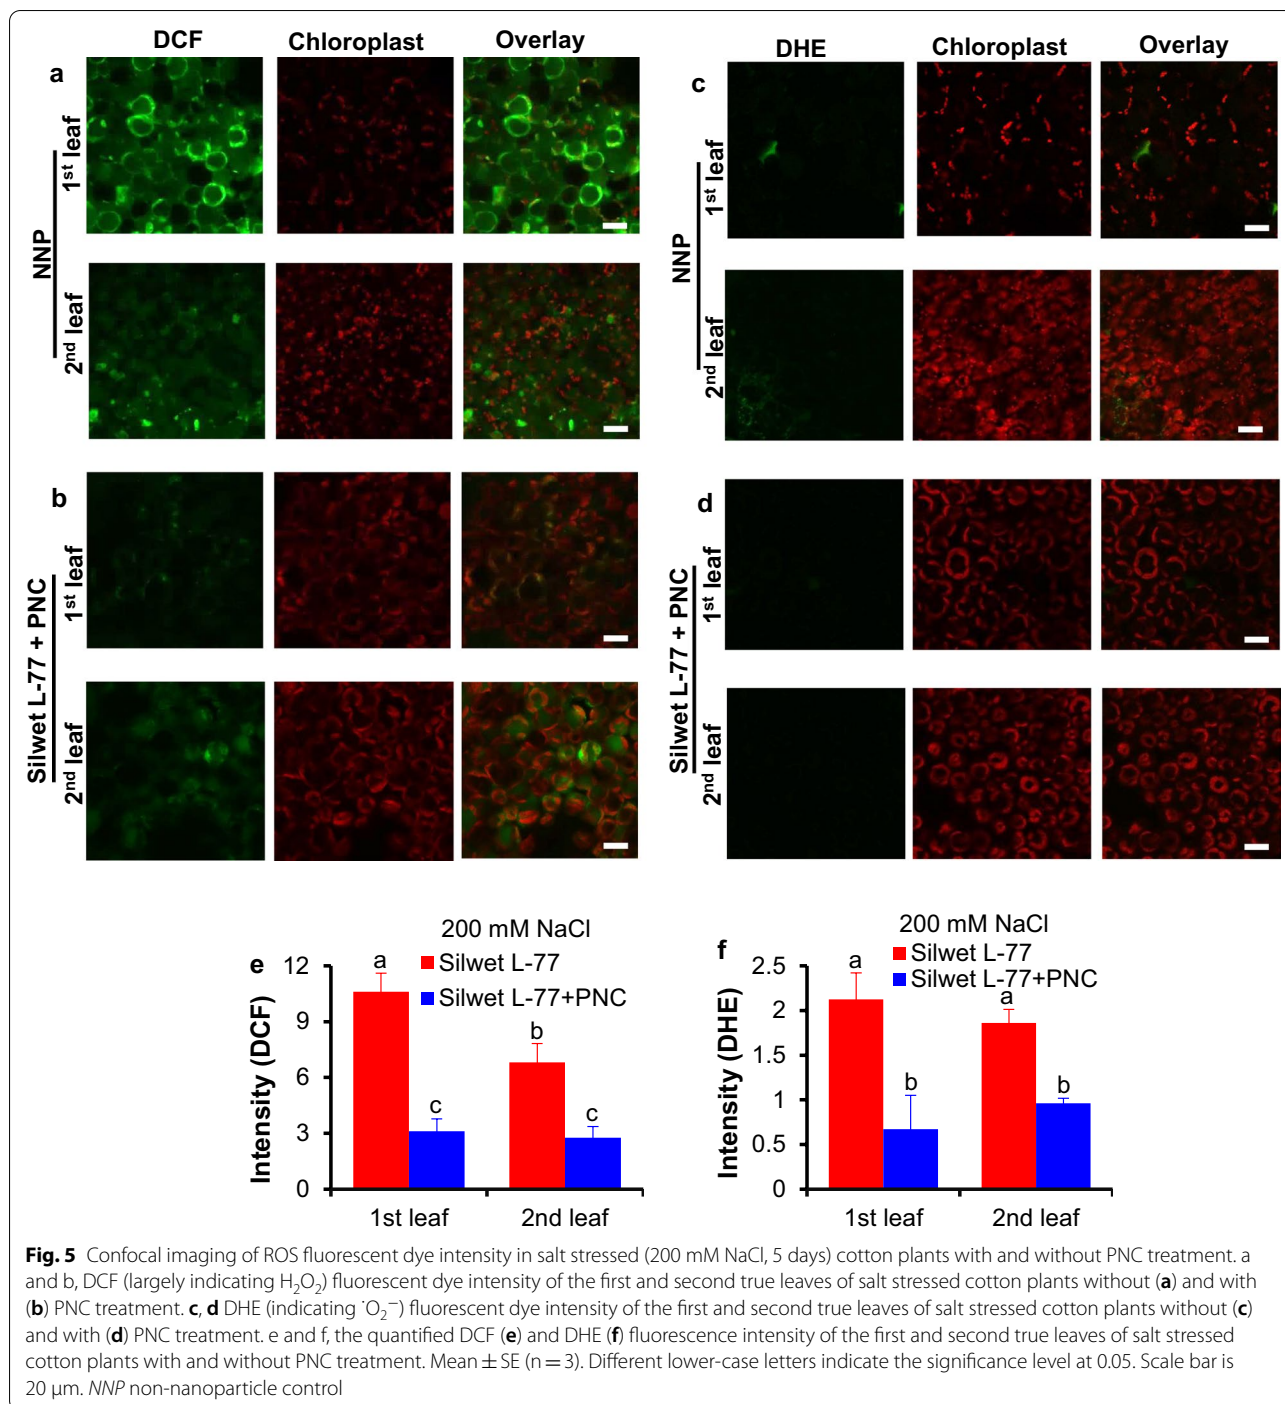 DCF Chloroplast Overlay
a
NNP
1st leaf
2nd leaf
b
Silwet L-77 + PNC
1st leaf
2nd leaf
DHE Chloroplast Overlay
c
NNP
1st leaf
2nd leaf
d
Silwet L-77 + PNC
1st leaf
2nd leaf
e
200 mM NaCl
Silwet L-77
Silwet L-77+PNC
Intensity (DCF)
12
9
6
3
0
a
c
b
c
1st leaf 2nd leaf
f
200 mM NaCl
Silwet L-77
Silwet L-77+PNC
Intensity (DHE)
2.5
2
1.5
1
0.5
0
a
b
a
b
1st leaf 2nd leaf
Fig. 5 Confocal imaging of ROS fluorescent dye intensity in salt stressed (200 mM NaCl, 5 days) cotton plants with and without PNC treatment. a
and b, DCF (largely indicating H2O2) fluorescent dye intensity of the first and second true leaves of salt stressed cotton plants without (a) and with
(b) PNC treatment. c, d DHE (indicating ˙O2−) fluorescent dye intensity of the first and second true leaves of salt stressed cotton plants without (c)
and with (d) PNC treatment. e and f, the quantified DCF (e) and DHE (f) fluorescence intensity of the first and second true leaves of salt stressed
cotton plants with and without PNC treatment. Mean ± SE (n = 3). Different lower-case letters indicate the significance level at 0.05. Scale bar is
20 μm. NNP non-nanoparticle control